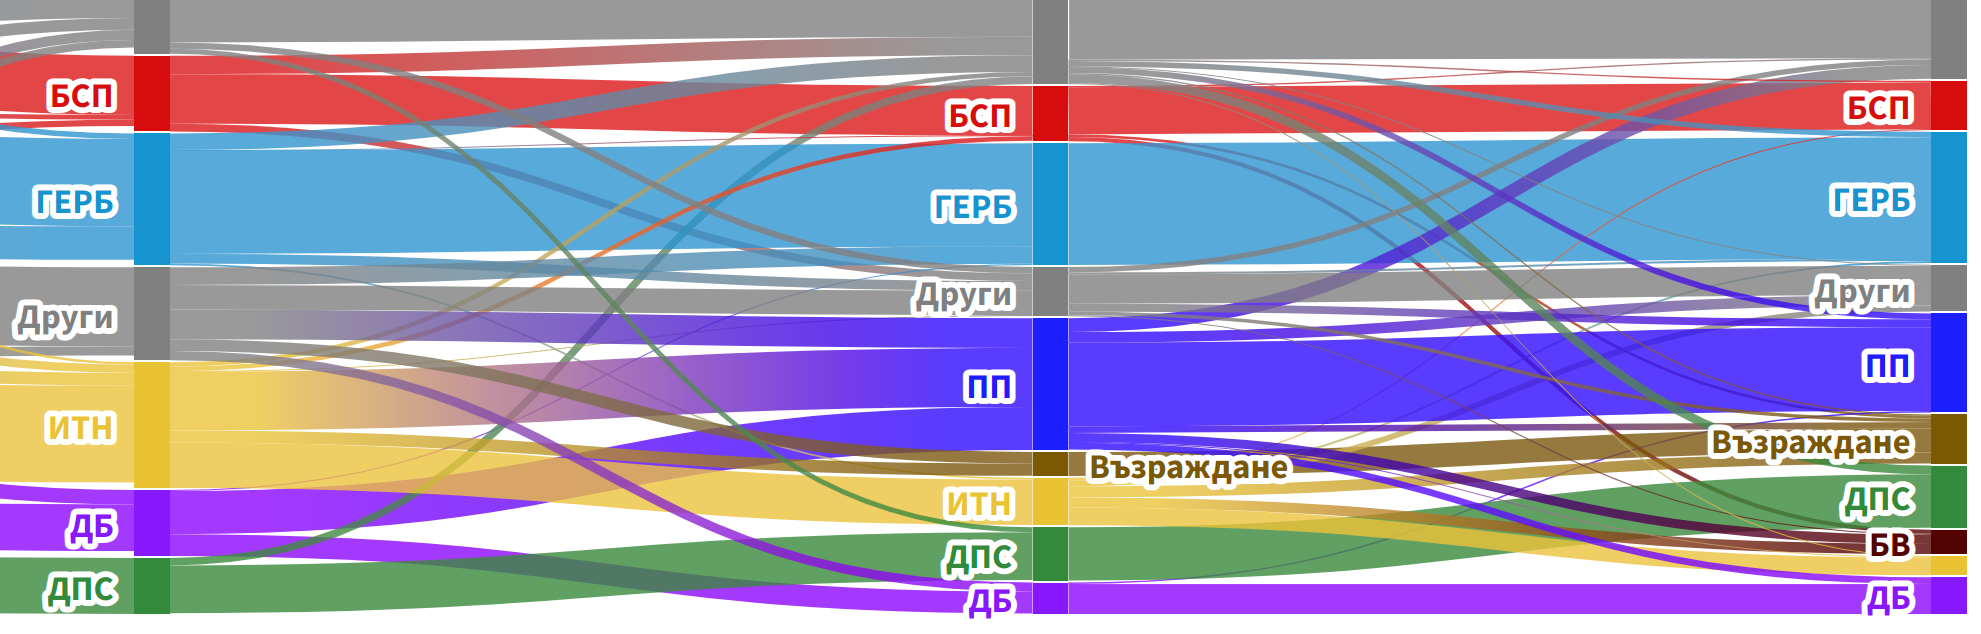 БСП
ГЕРБ
Други
ИТН
ДБ
ДПС
БСП
ГЕРБ
Други
ПП
Възраждане
ИТН
ДПС
ДБ
БСП
ГЕРБ
Други
ПП
Възраждане
ДПС
БВ
ДБ